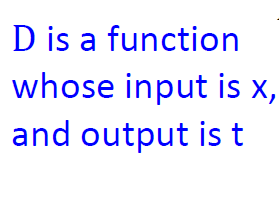 D is a function
whose input is x,
and output is t